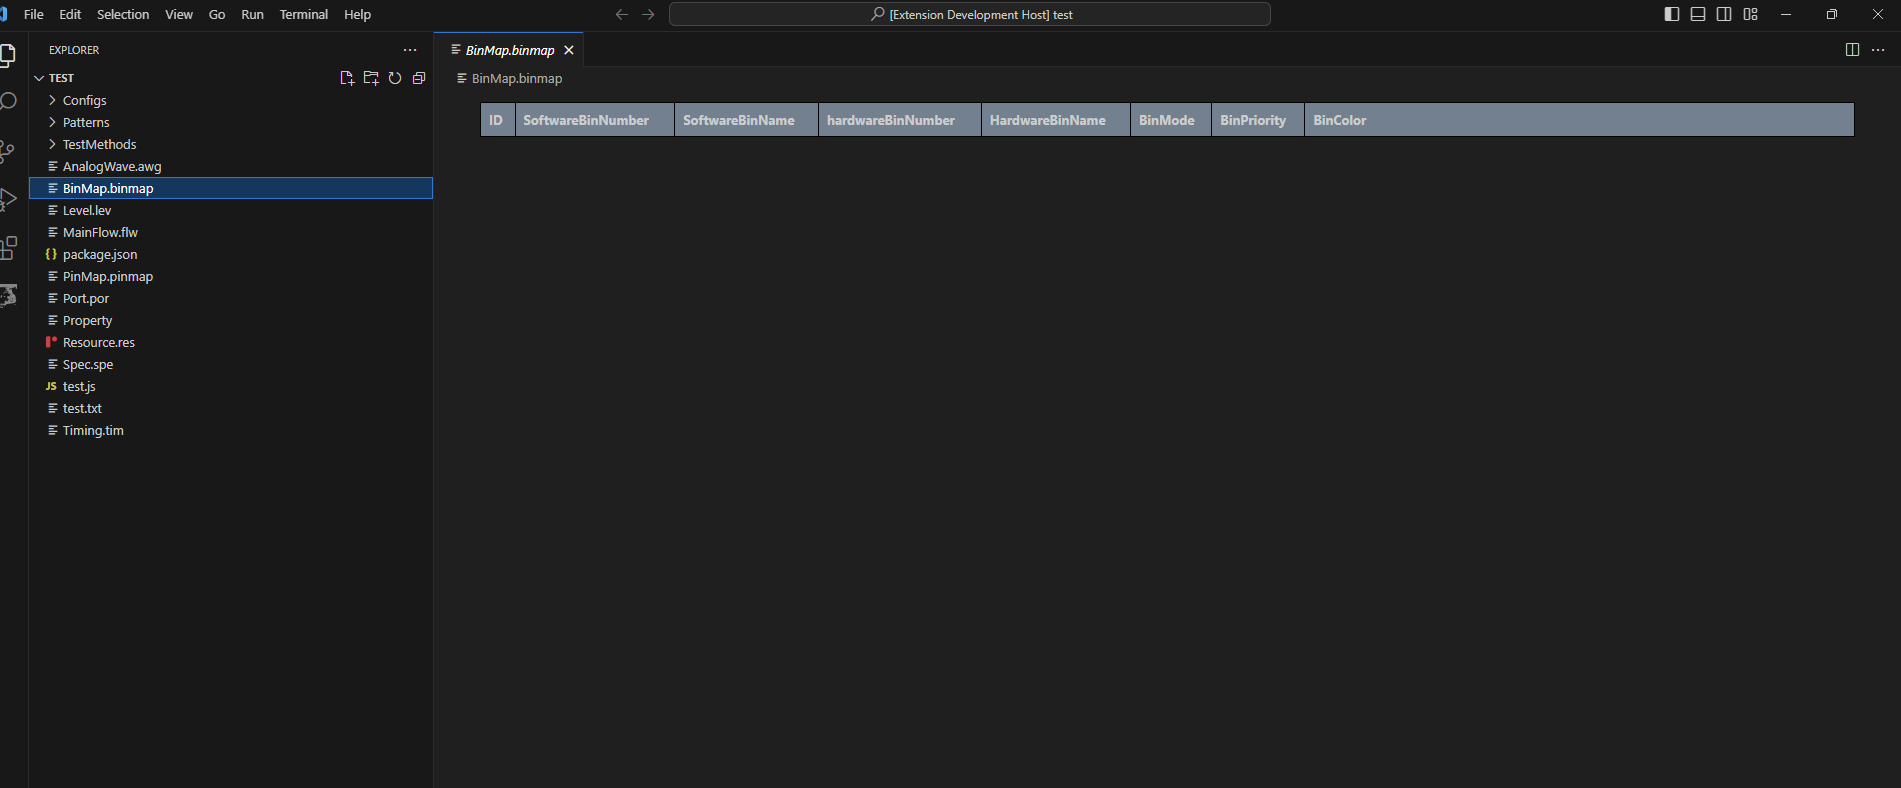 File Edit Selection View Go Run Terminal Help
[Extension Development Host] test
EXPLORER
TEST
Configs
Patterns
TestMethods
AnalogWave.awg
BinMap.binmap
Level.lev
MainFlow.flw
{} package.json
PinMap.pinmap
Port.por
Property
Resource.res
Spec.spe
JS test.js
test.txt
Timing.tim
BinMap.binmap
BinMap.binmap
ID SoftwareBinNumber SoftwareBinName hardwareBinNumber HardwareBinName BinMode BinPriority BinColor